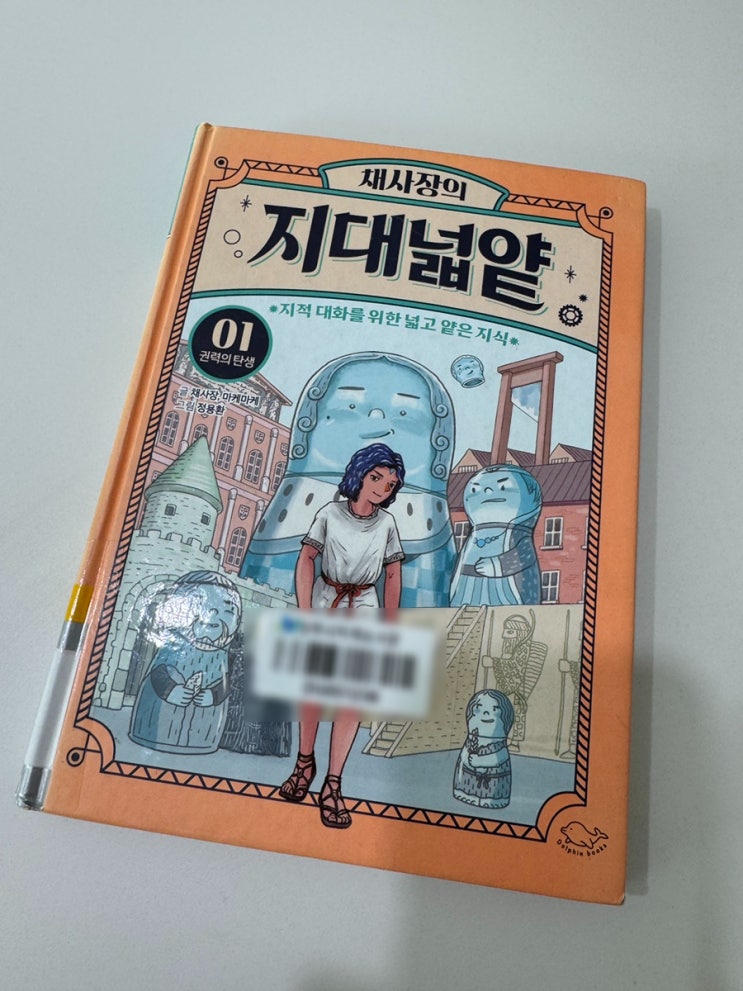 채사장의
지대넓얕
*지적 대화를 위한 넓고 얕은 지식*
01
권력의 탄생
글 채사장, 마케마케
그림 정용환
Dolphin books